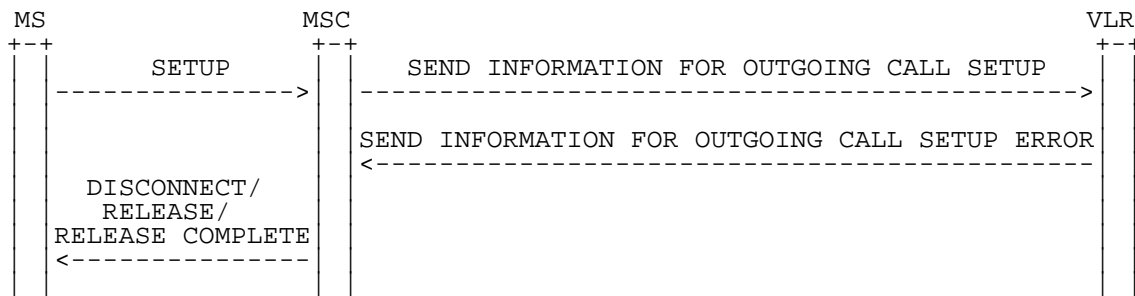 MS MSC VLR
SETUP SEND INFORMATION FOR OUTGOING CALL SETUP
SEND INFORMATION FOR OUTGOING CALL SETUP ERROR
DISCONNECT/
RELEASE/
RELEASE COMPLETE